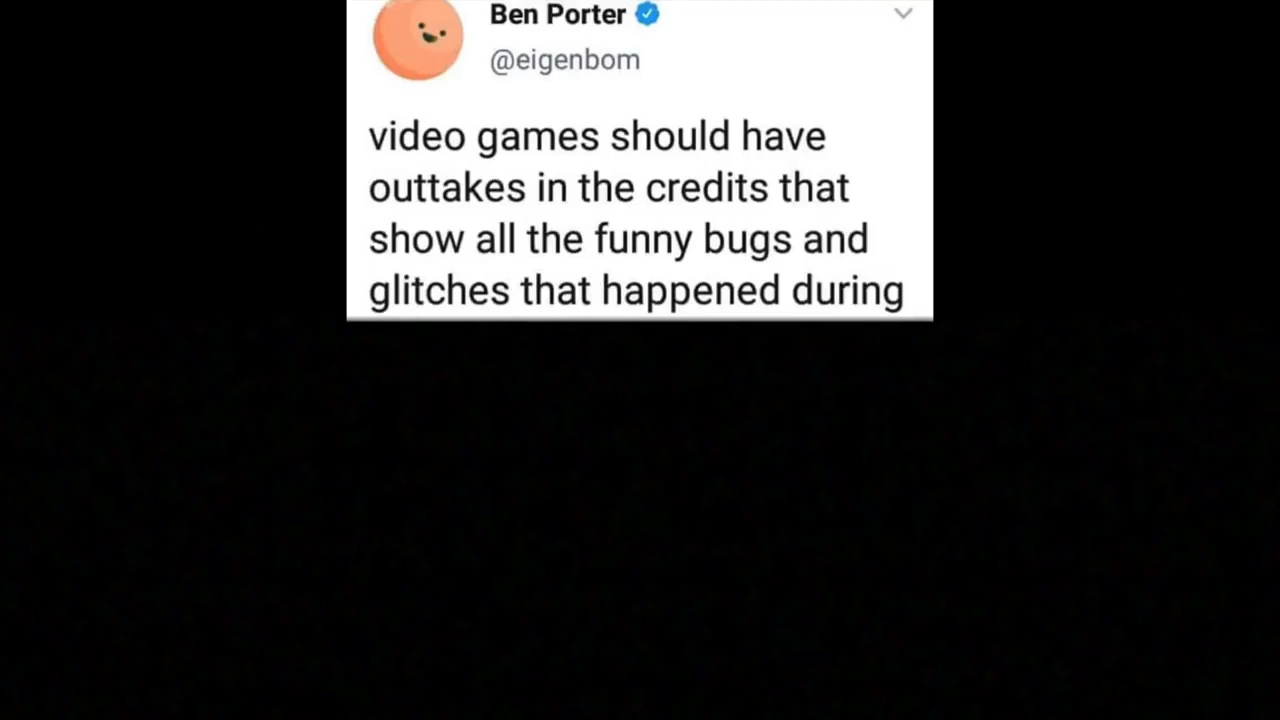 Ben Porter
@eigenbom
video games should have
outtakes in the credits that
show all the funny bugs and
glitches that happened during